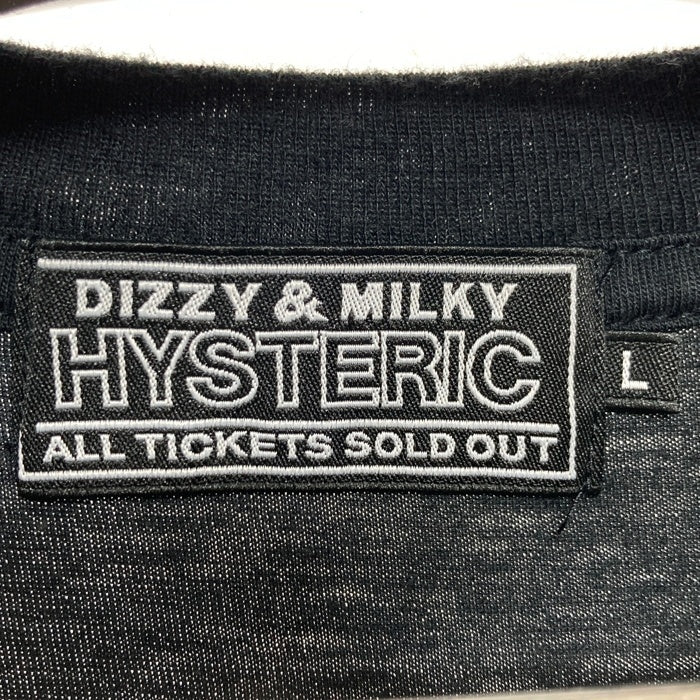 DIZZY & MILKY
HYSTERIC
ALL TICKETS SOLD OUT
L